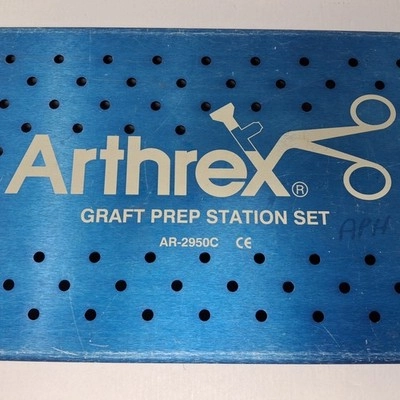 Arthrex®
GRAFT PREP STATION SET
AR-2950C CE